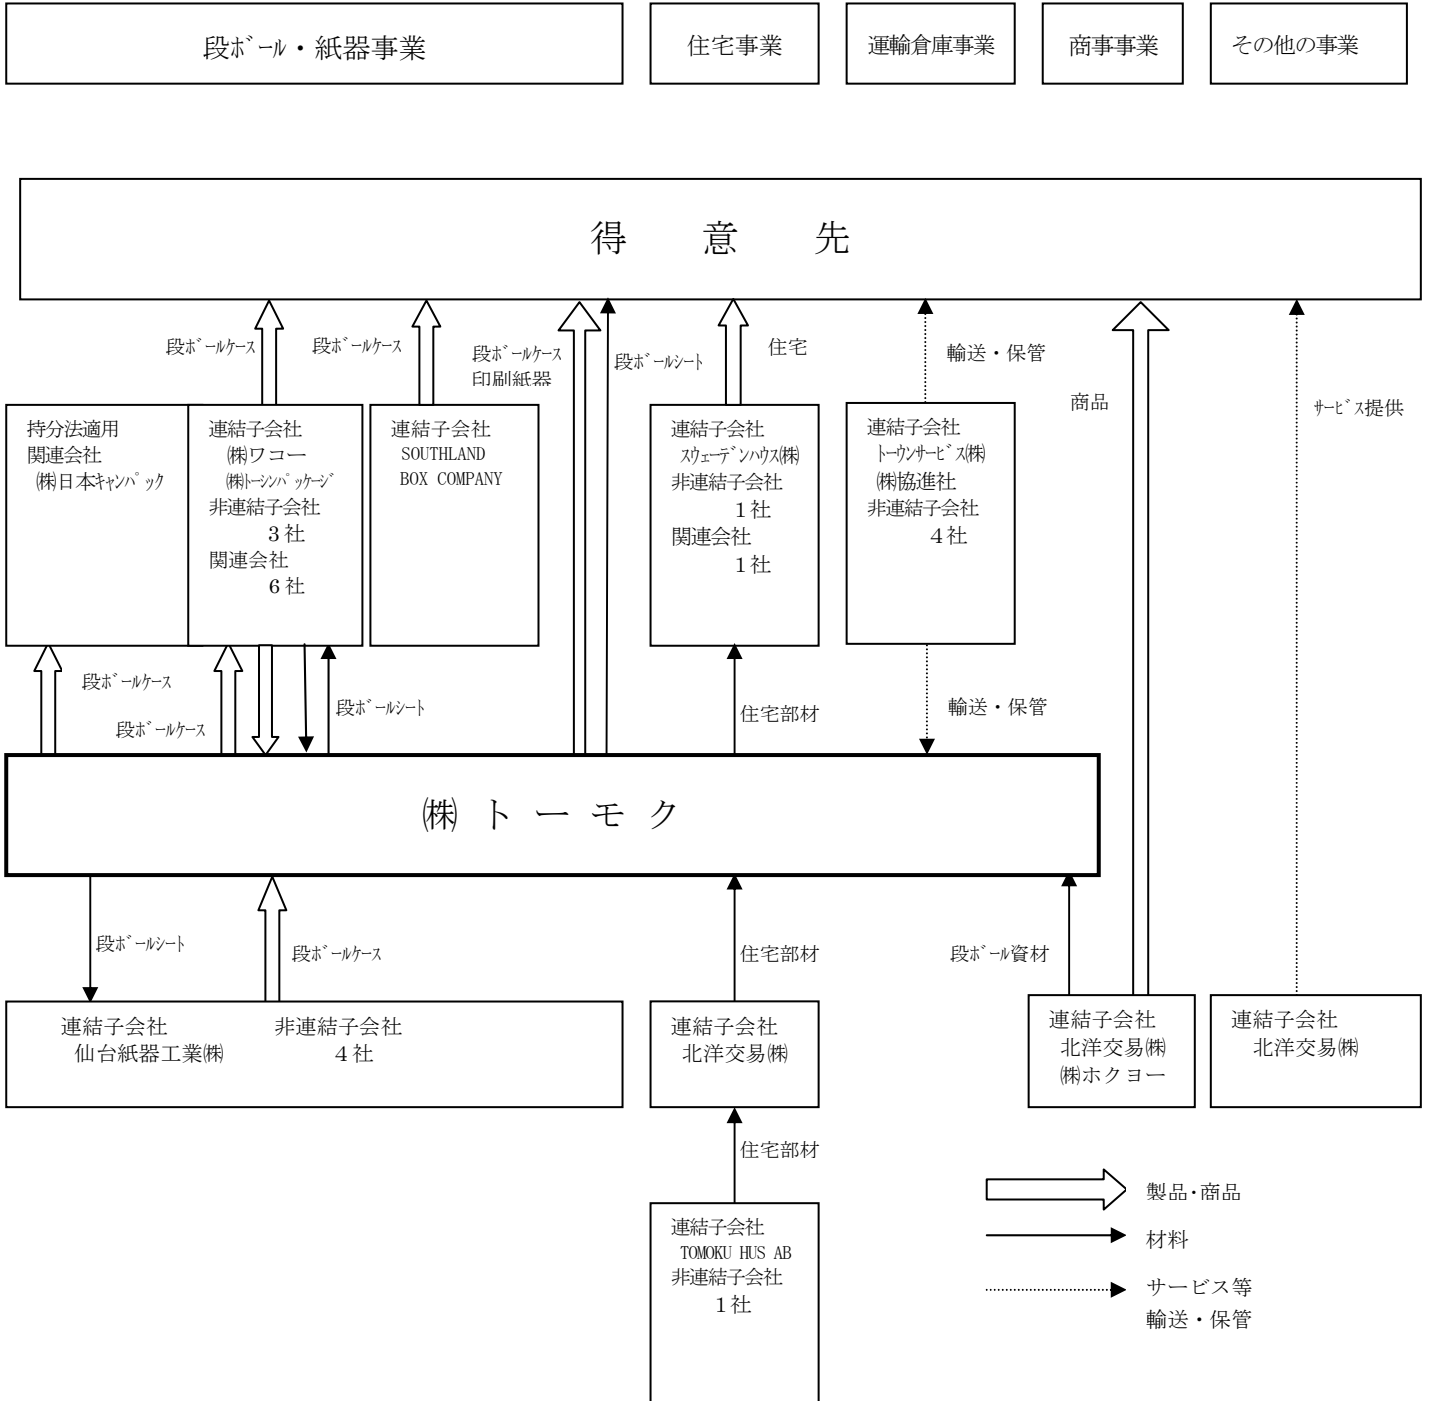 段ボール・紙器事業
住宅事業
運輸倉庫事業
商事事業
その他の事業
得意先
段ボールケース
段ボールケース
段ボールケース
印刷紙器
段ボールシート
住宅
輸送・保管
商品
サービス提供
持分法適用
関連会社
㈱日本キャンパック
連結子会社
㈱ワコー
㈱トーシンパッケージ
非連結子会社
3社
関連会社
6社
連結子会社
SOUTHLAND
BOX COMPANY
連結子会社
スウェーデンハウス㈱
非連結子会社
1社
関連会社
1社
連結子会社
トーウンサービス㈱
㈱協進社
非連結子会社
4社
段ボールケース
段ボールケース
段ボールシート
住宅部材
輸送・保管
㈱トーモク
段ボールシート
段ボールケース
住宅部材
段ボール資材
連結子会社
仙台紙器工業㈱
非連結子会社
4社
連結子会社
北洋交易㈱
連結子会社
北洋交易㈱
㈱ホクヨー
連結子会社
北洋交易㈱
住宅部材
連結子会社
TOMOKU HUS AB
非連結子会社
1社
製品・商品
材料
サービス等
輸送・保管